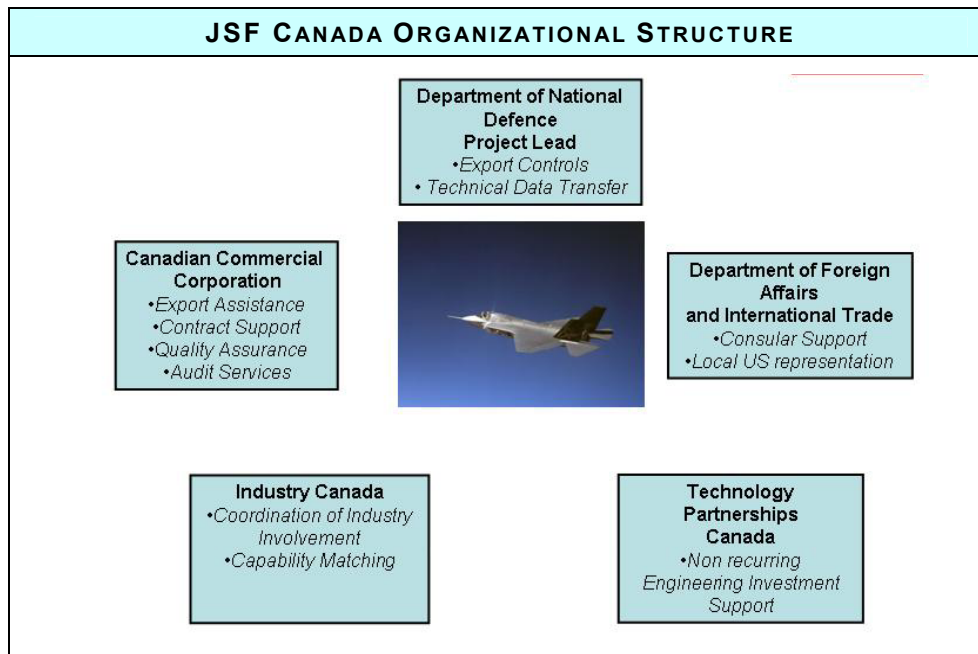 JSF CANADA ORGANIZATIONAL STRUCTURE
Department of National
Defence
Project Lead
•Export Controls
• Technical Data Transfer
Canadian Commercial
Corporation
•Export Assistance
•Contract Support
•Quality Assurance
•Audit Services
Department of Foreign
Affairs
and International Trade
•Consular Support
•Local US representation
Industry Canada
•Coordination of Industry
Involvement
•Capability Matching
Technology
Partnerships
Canada
•Non recurring
Engineering Investment
Support